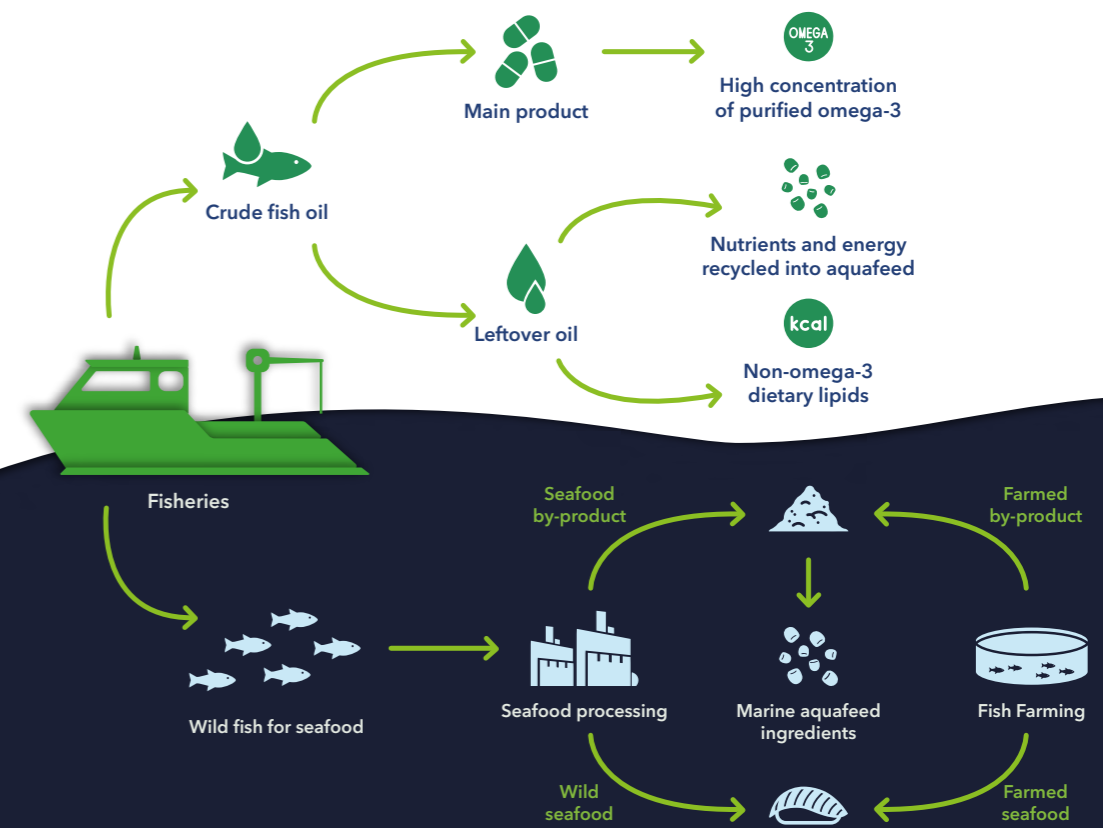 OMEGA
3
Main product
High concentration
of purified omega-3
Crude fish oil
Nutrients and energy
recycled into aquafeed
Leftover oil
kcal
Non-omega-3
dietary lipids
Fisheries
Seafood
by-product
Farmed
by-product
Wild fish for seafood
Seafood processing
Marine aquafeed
ingredients
Fish Farming
Wild
seafood
Farmed
seafood